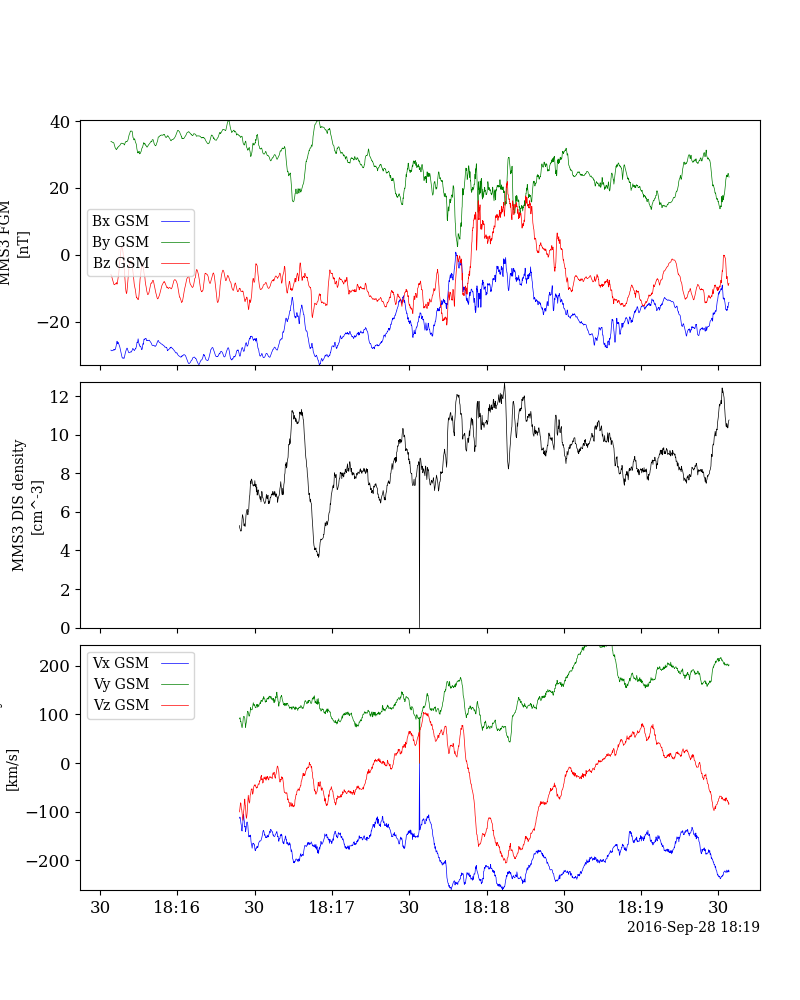 40
20
0
−20
MMS3 FGM
[nT]
Bx GSM
By GSM
Bz GSM
12
10
8
6
4
2
0
MMS3 DIS density
[cm^-3]
200
100
0
−100
−200
[km/s]
Vx GSM
Vy GSM
Vz GSM
30 18:16 30 18:17 30 18:18 30 18:19 30
2016-Sep-28 18:19